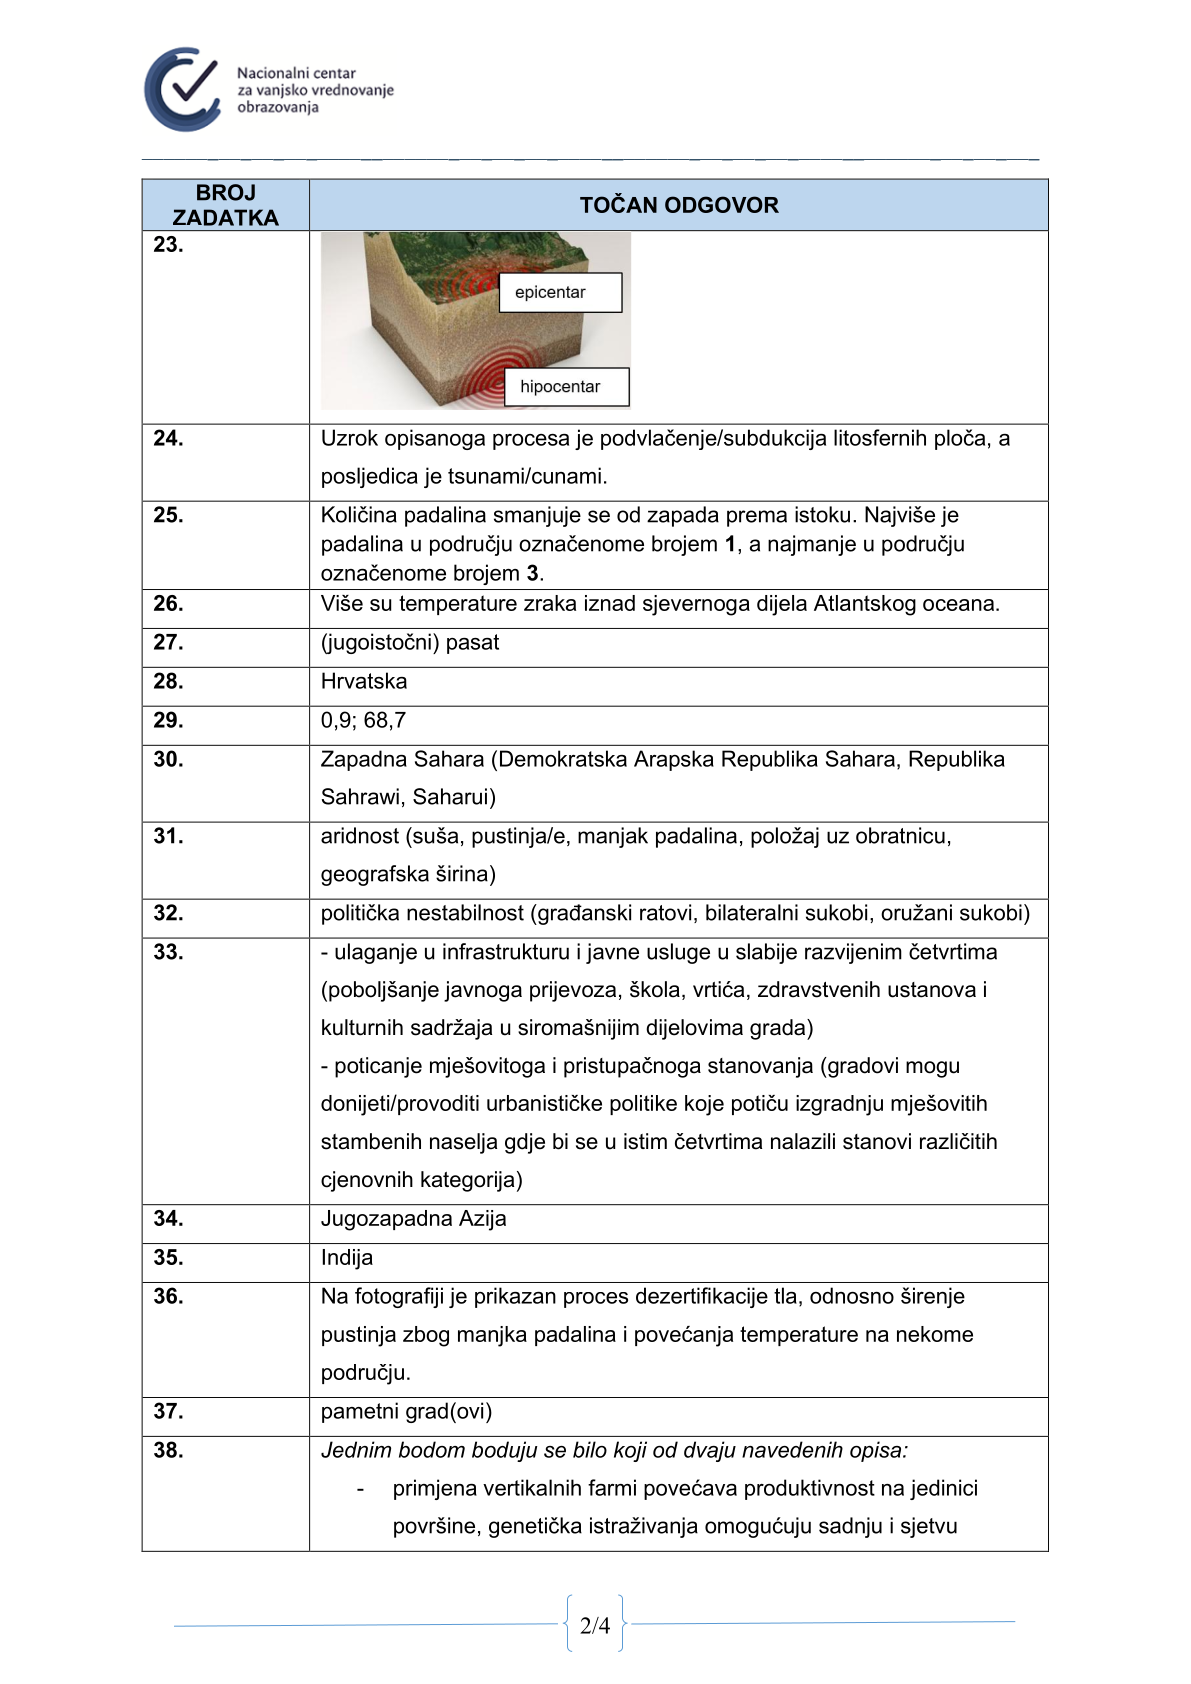 Nacionalni centar
za vanjsko vrednovanje
obrazovanja
BROJ
ZADATKA
TOČAN ODGOVOR
23.
epicentar
hipocentar
24.
Uzrok opisanoga procesa je podvlačenje/subdukcija litosfernih ploča, a
posljedica je tsunami/cunami.
25.
Količina padalina smanjuje se od zapada prema istoku. Najviše je
padalina u području označenome brojem 1, a najmanje u području
označenome brojem 3.
26.
Više su temperature zraka iznad sjevernoga dijela Atlantskog oceana.
27.
(jugoistočni) pasat
28.
Hrvatska
29.
0,9; 68,7
30.
Zapadna Sahara (Demokratska Arapska Republika Sahara, Republika
Sahrawi, Saharui)
31.
aridnost (suša, pustinja/e, manjak padalina, položaj uz obratnicu,
geografska širina)
32.
politička nestabilnost (građanski ratovi, bilateralni sukobi, oružani sukobi)
33.
- ulaganje u infrastrukturu i javne usluge u slabije razvijenim četvrtima
(poboljšanje javnoga prijevoza, škola, vrtića, zdravstvenih ustanova i
kulturnih sadržaja u siromašnijim dijelovima grada)
- poticanje mješovitoga i pristupačnoga stanovanja (gradovi mogu
donijeti/provoditi urbanističke politike koje potiču izgradnju mješovitih
stambenih naselja gdje bi se u istim četvrtima nalazili stanovi različitih
cjenovnih kategorija)
34.
Jugozapadna Azija
35.
Indija
36.
Na fotografiji je prikazan proces dezertifikacije tla, odnosno širenje
pustinja zbog manjka padalina i povećanja temperature na nekome
području.
37.
pametni grad(ovi)
38.
Jednim bodom boduju se bilo koji od dvaju navedenih opisa:
- primjena vertikalnih farmi povećava produktivnost na jedinici
površine, genetička istraživanja omogućuju sadnju i sjetvu
2/4